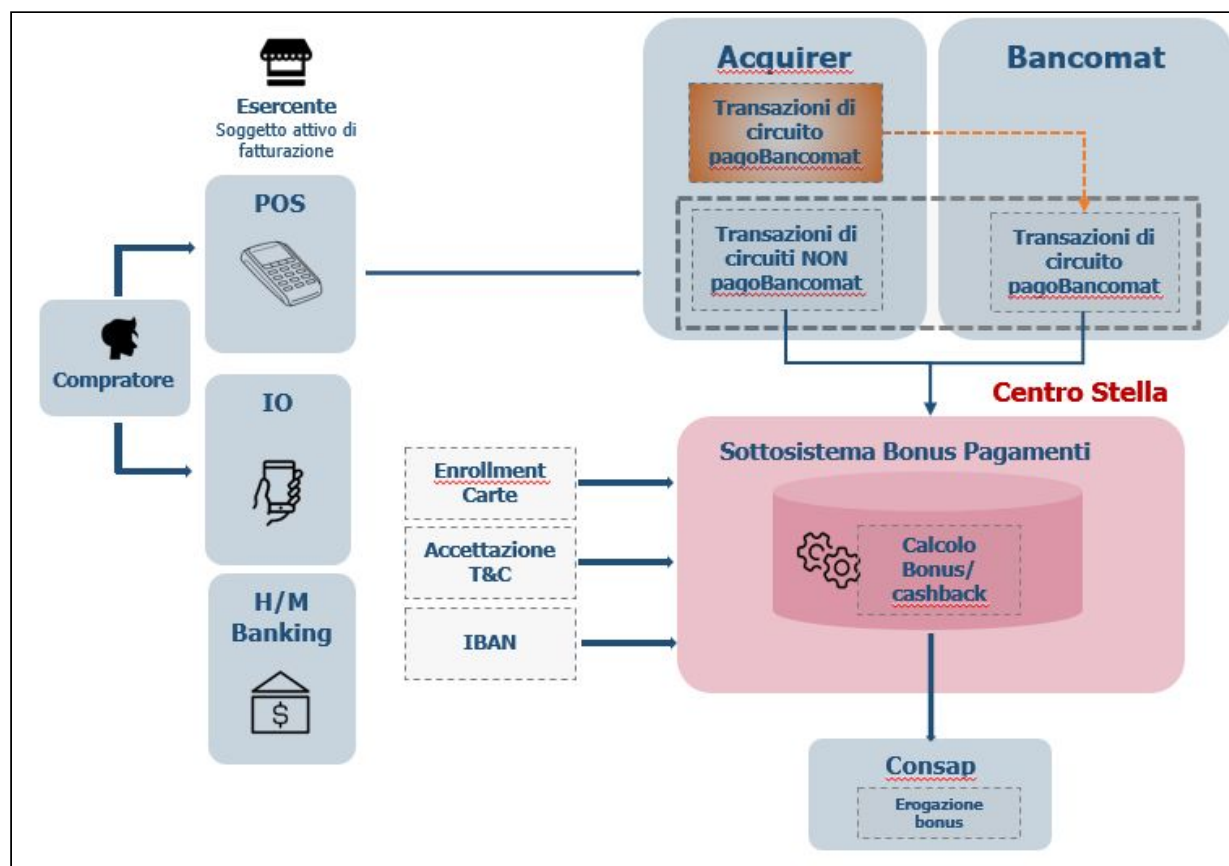 Esercente
Soggetto attivo di
fatturazione
POS
Compratore
IO
H/M
Banking
$
Acquirer
Transazioni di
circuito
pagoBancomat
Transazioni di
circuiti NON
pagoBancomat
Bancomat
Transazioni di
circuito
pagoBancomat
Centro Stella
Enrollment
Carte
Accettazione
T&C
IBAN
Sottosistema Bonus Pagamenti
Calcolo
Bonus/
cashback
Consap
Erogazione
bonus